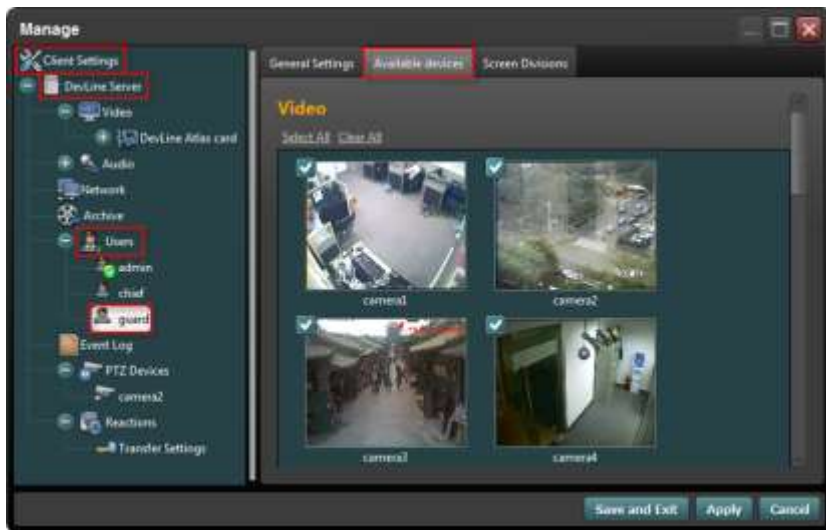 Manage
Client Settings
DevLine Server
Video
DevLine Atlas card
Audio
Network
Archive
Users
admin
chief
guard
Event Log
PTZ Devices
camera2
Reactions
Transfer Settings
General Settings Available devices Screen Divisions
Video
Select All Clear All
camera1 camera2
camera3 camera4
Save and Exit Apply Cancel